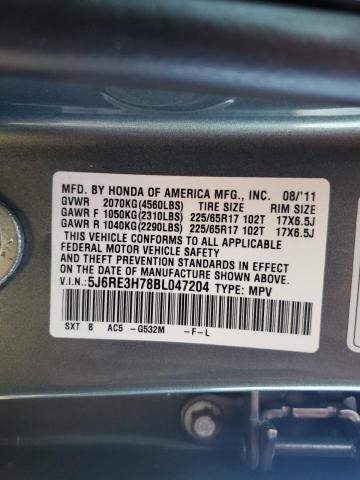 MFD. BY HONDA OF AMERICA MFG., INC. 08/'11
GVWR 2070KG(4560LBS) TIRE SIZE RIM SIZE
GAWR F 1050KG(2310LBS) 225/65R17 102T 17X6.5J
GAWR R 1040KG(2290LBS) 225/65R17 102T 17X6.5J
THIS VEHICLE CONFORMS TO ALL APPLICABLE
FEDERAL MOTOR VEHICLE SAFETY AND
THEFT PREVENTION STANDARDS IN EFFECT ON
THE DATE OF MANUFACTURE SHOWN ABOVE.
V.I.N.:5J6RE3H78BL047204 TYPE: MPV
SXT B AC5 -G532M -F-L